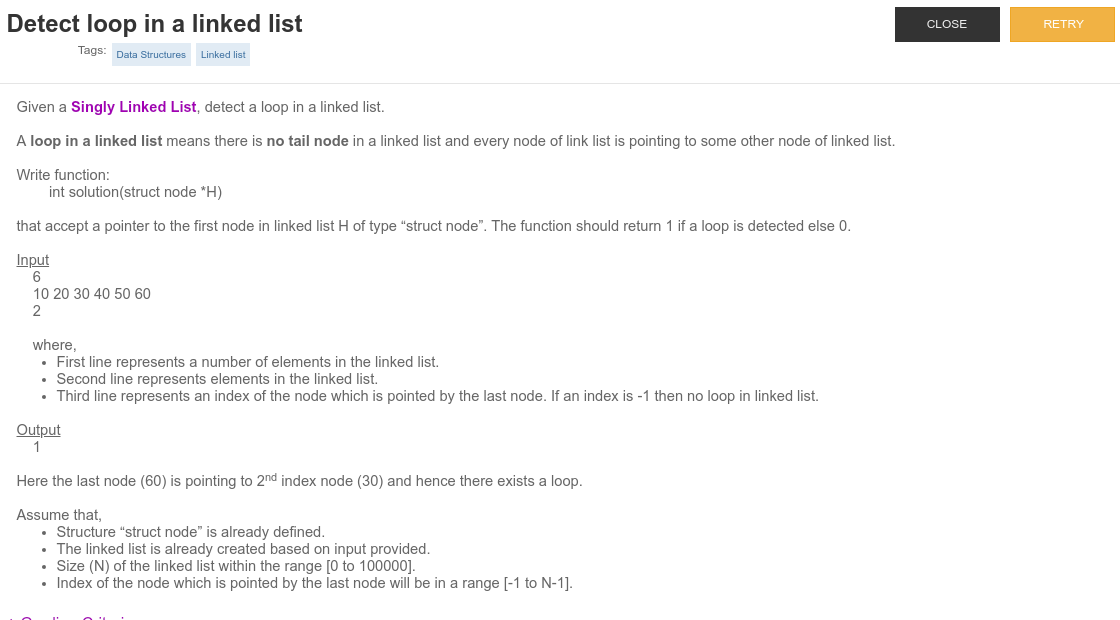 Detect loop in a linked list
CLOSE
RETRY
Tags: Data Structures Linked list
Given a Singly Linked List, detect a loop in a linked list.
A loop in a linked list means there is no tail node in a linked list and every node of link list is pointing to some other node of linked list.
Write function:
int solution(struct node *H)
that accept a pointer to the first node in linked list H of type “struct node”. The function should return 1 if a loop is detected else 0.
Input
6
10 20 30 40 50 60
2
where,
• First line represents a number of elements in the linked list.
• Second line represents elements in the linked list.
• Third line represents an index of the node which is pointed by the last node. If an index is -1 then no loop in linked list.
Output
1
Here the last node (60) is pointing to 2nd index node (30) and hence there exists a loop.
Assume that,
• Structure “struct node” is already defined.
• The linked list is already created based on input provided.
• Size (N) of the linked list within the range [0 to 100000].
• Index of the node which is pointed by the last node will be in a range [-1 to N-1].